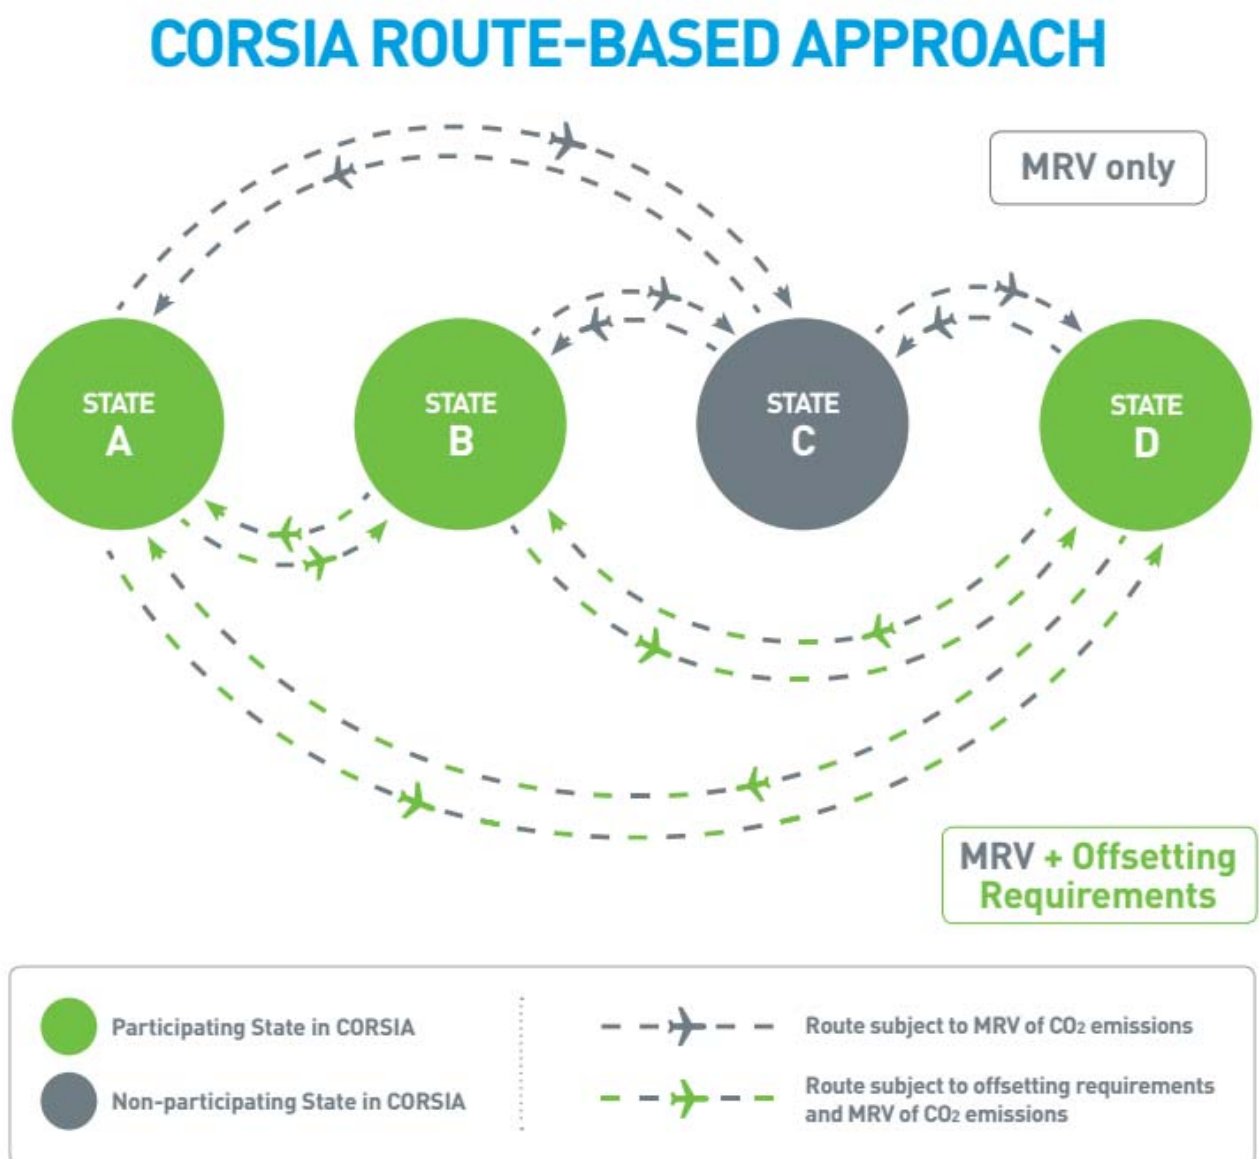 CORSIA ROUTE-BASED APPROACH
MRV only
STATE
A
STATE
B
STATE
C
STATE
D
MRV + Offsetting
Requirements
Participating State in CORSIA
Non-participating State in CORSIA
Route subject to MRV of CO2 emissions
Route subject to offsetting requirements
and MRV of CO2 emissions